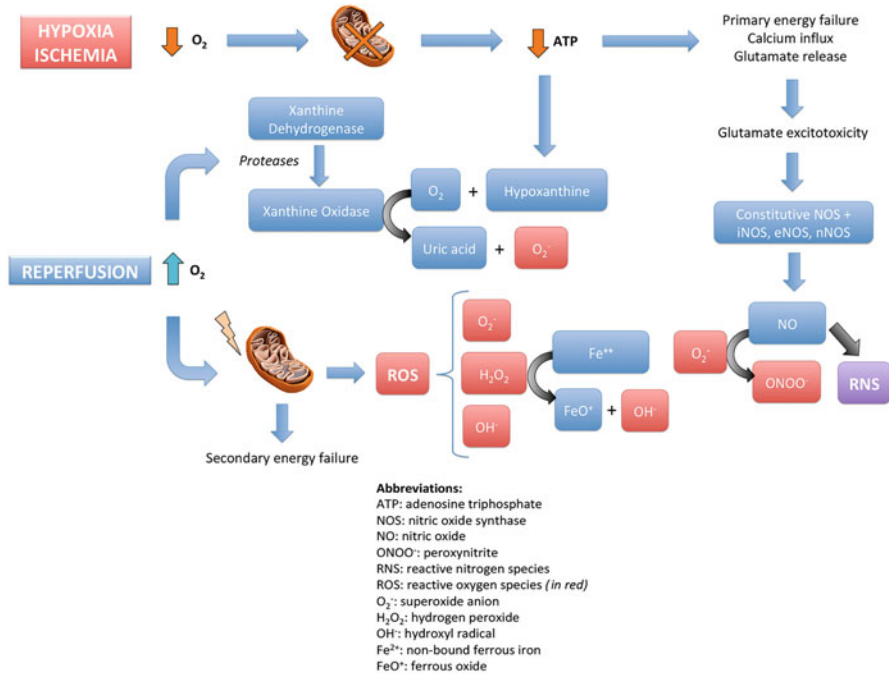 HYPOXIA
ISCHEMIA
O₂
ATP
Primary energy failure
Calcium influx
Glutamate release
Xanthine
Dehydrogenase
Proteases
Glutamate excitotoxicity
Xanthine Oxidase
O₂
+
Hypoxanthine
Uric acid
+
O₂⁻
Constitutive NOS +
iNOS, eNOS, nNOS
REPERFUSION
O₂
NO
O₂⁻
ONOO⁻
RNS
ROS
O₂⁻
H₂O₂
OH⁻
Fe⁺⁺
FeO⁺
+
OH⁻
Secondary energy failure
Abbreviations:
ATP: adenosine triphosphate
NOS: nitric oxide synthase
NO: nitric oxide
ONOO⁻: peroxynitrite
RNS: reactive nitrogen species
ROS: reactive oxygen species (in red)
O₂⁻: superoxide anion
H₂O₂: hydrogen peroxide
OH⁻: hydroxyl radical
Fe²⁺: non-bound ferrous iron
FeO⁺: ferrous oxide